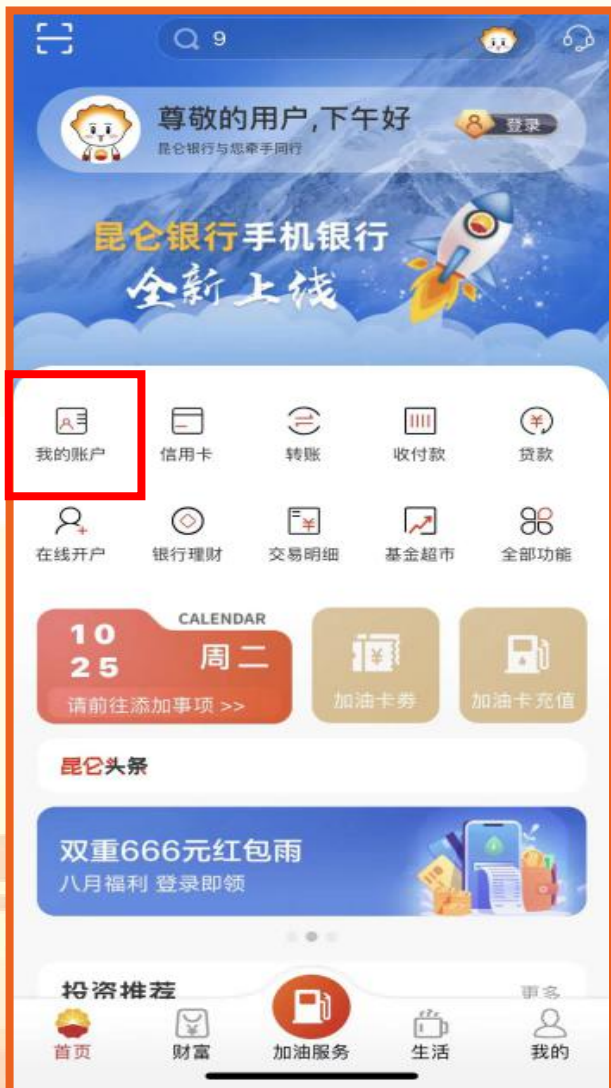 9
尊敬的用户,下午好
登录
昆仑银行与您牵手同行
昆仑银行手机银行
全新上线
我的账户 信用卡 转账 收付款 贷款
在线开户 银行理财 交易明细 基金超市 全部功能
CALENDAR
10
25
周二
请前往添加事项 >>
加油卡券
加油卡充值
昆仑头条
双重666元红包雨
八月福利 登录即领
投资推荐 更多
首页 财富 加油服务 生活 我的